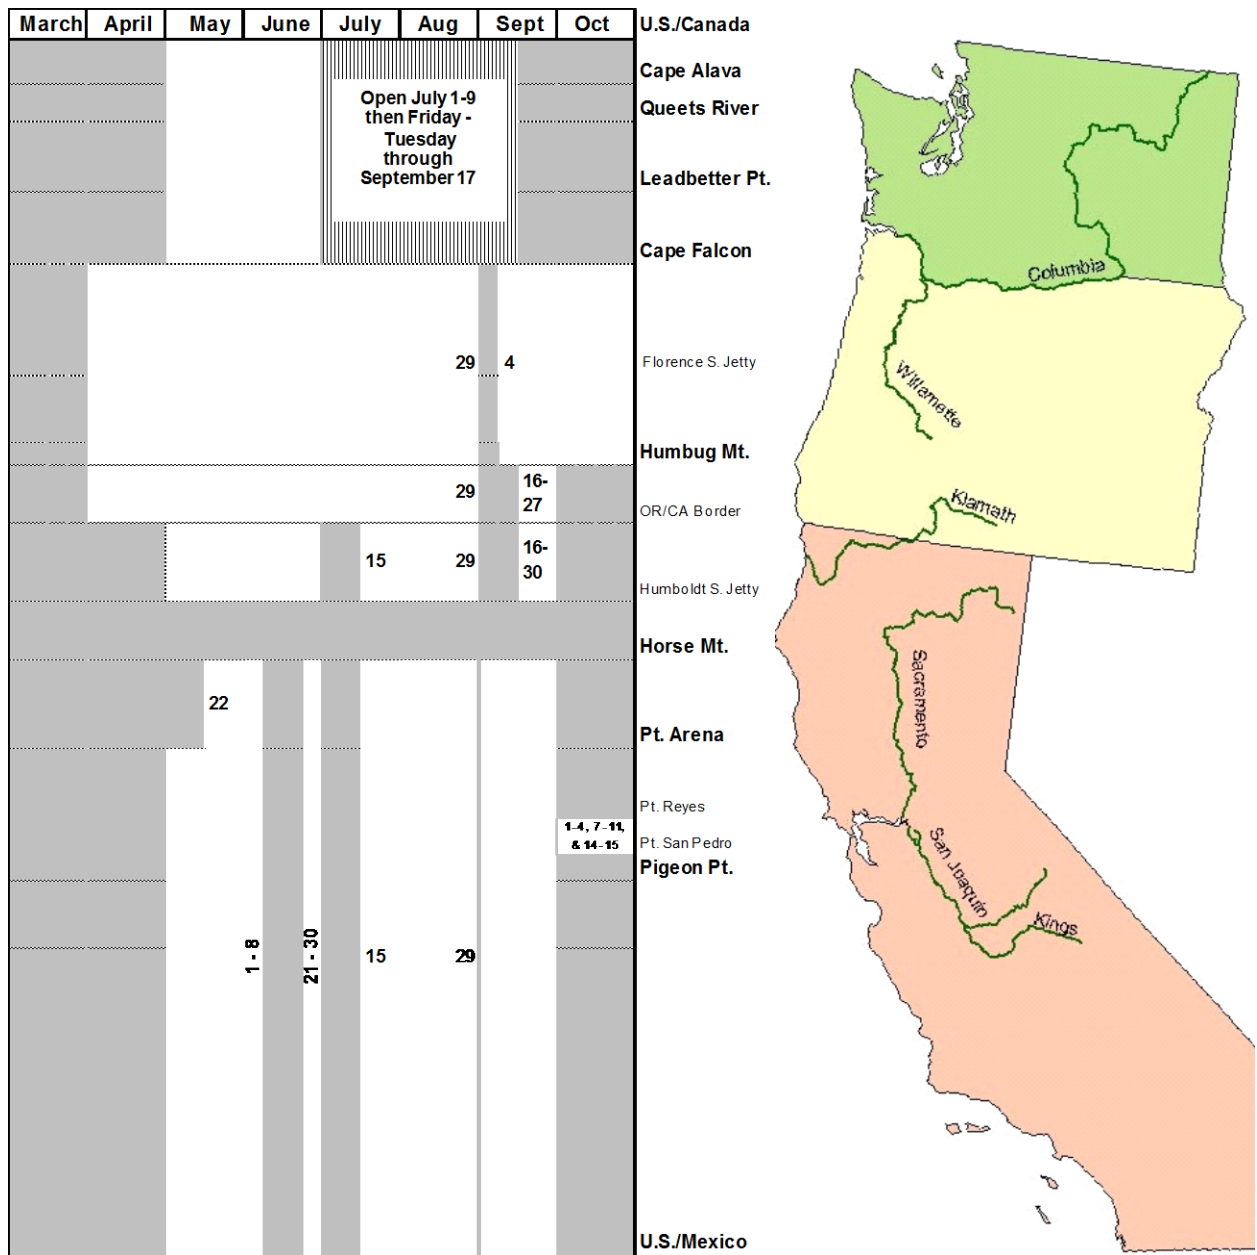 March April May June July Aug Sept Oct U.S./Canada
Cape Alava
Open July 1-9
then Friday -
Tuesday
through
September 17
Queets River
Leadbetter Pt.
Cape Falcon
Columbia
29 4 Florence S. Jetty
Willamette
Humbug Mt.
29 16-
27
OR/CA Border
Klamath
15 29 16-
30
Humboldt S. Jetty
Horse Mt.
22
Sacramento
Pt. Arena
Pt. Reyes
1-4, 7-11,
& 14-15
Pt. San Pedro
Pigeon Pt.
San Joaquin
Kings
1 - 8 21 - 30 15 29
U.S./Mexico